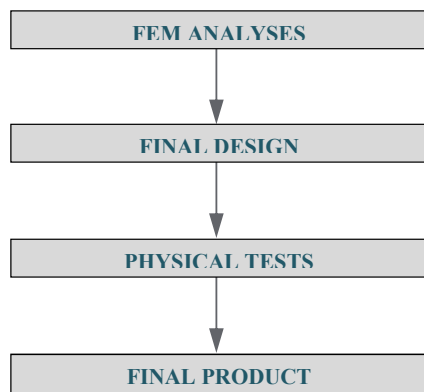 FEM ANALYSES
FINAL DESIGN
PHYSICAL TESTS
FINAL PRODUCT